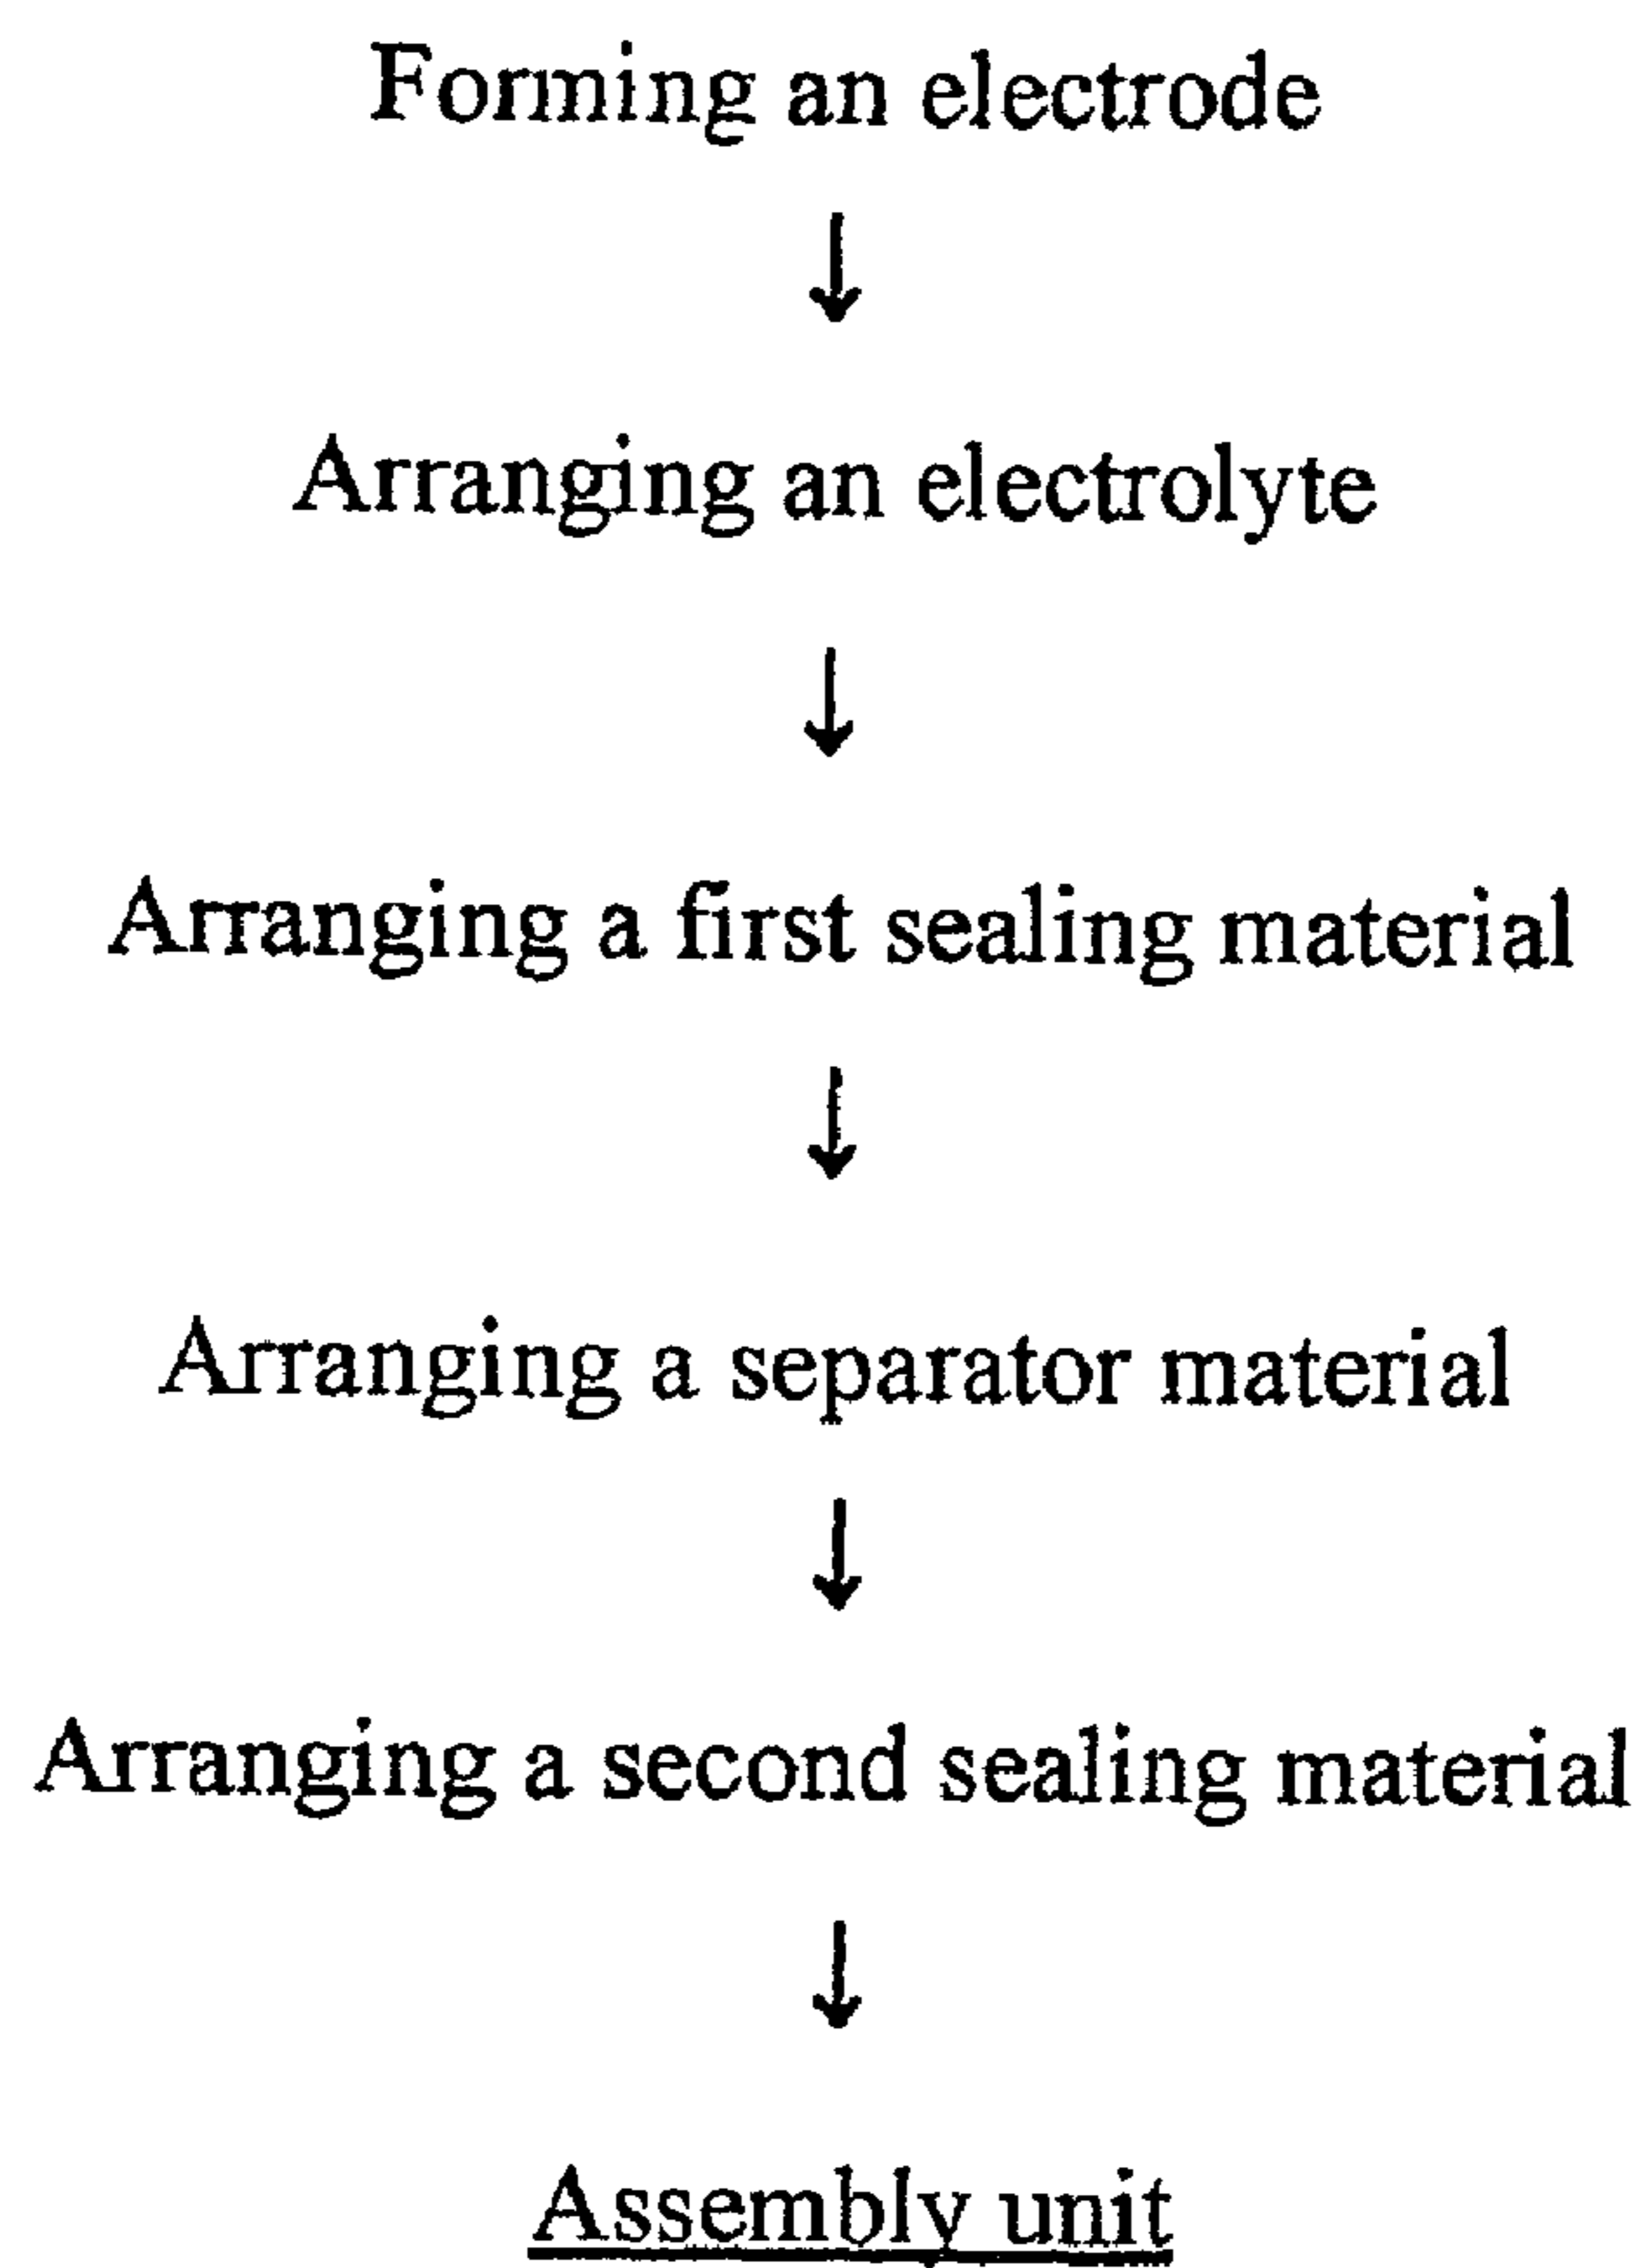 Forming an electrode
↓
Arranging an electrolyte
↓
Arranging a first sealing material
↓
Arranging a separator material
↓
Arranging a second sealing material
↓
Assembly unit